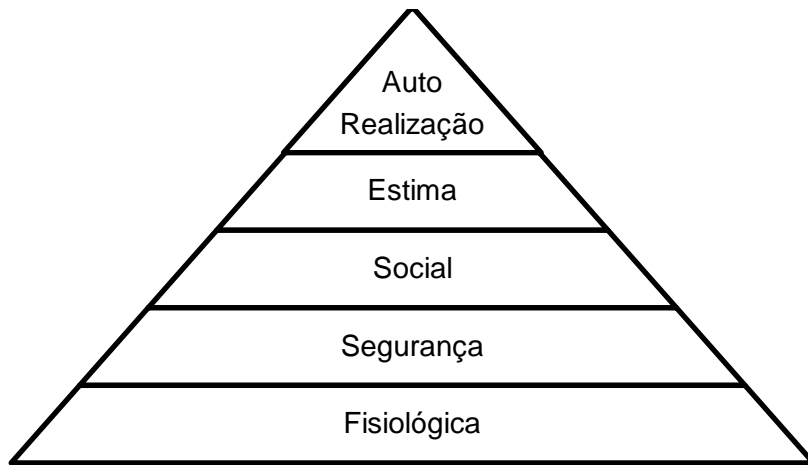 Auto
Realização
Estima
Social
Segurança
Fisiológica